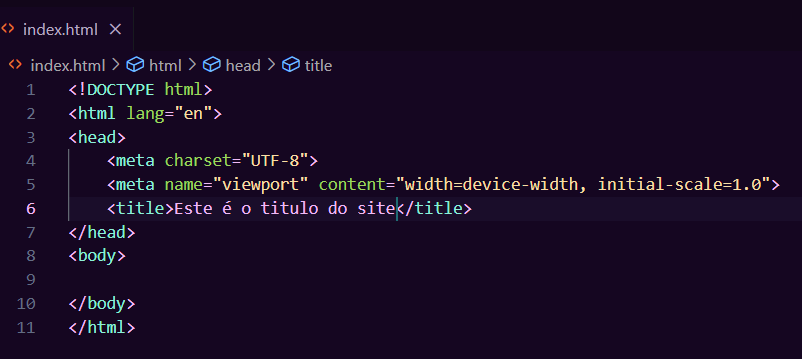 index.html
index.html > html > head > title
1 <!DOCTYPE html>
2 <html lang="en">
3 <head>
4     <meta charset="UTF-8">
5     <meta name="viewport" content="width=device-width, initial-scale=1.0">
6     <title>Este é o titulo do site</title>
7 </head>
8 <body>
9
10 </body>
11 </html>